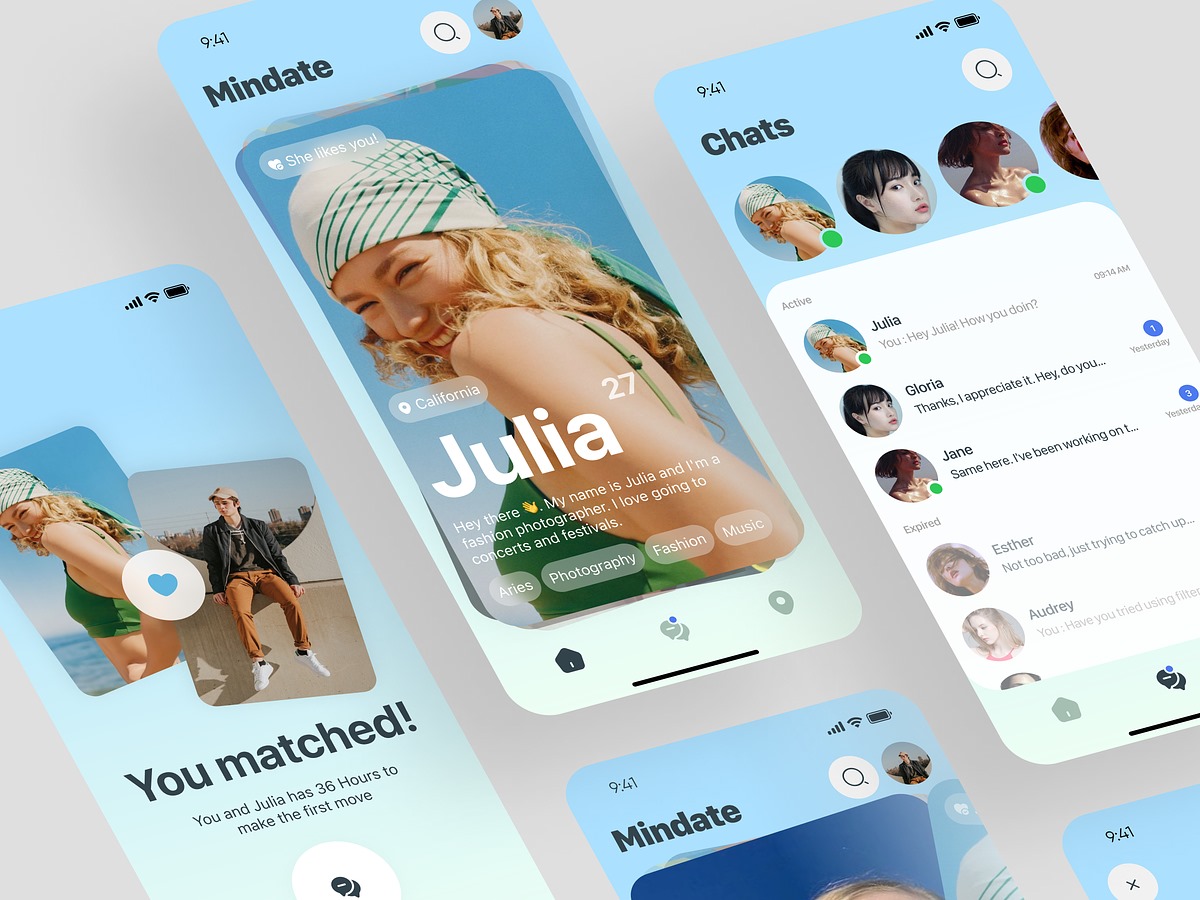 9:41
Mindate
She likes you!
California
Julia
27
Hey there 👋. My name is Julia and I'm a
fashion photographer. I love going to
concerts and festivals.
Aries
Photography
Fashion
Music
9:41
Chats
Active
09:14 AM
Julia
You : Hey Julia! How you doin?
1
Gloria
Yesterday
Thanks, I appreciate it. Hey, do you...
3
Jane
Same here. I've been working on t...
Expired
Esther
Not too bad, just trying to catch up...
Audrey
You : Have you tried using
You matched!
You and Julia has 36 Hours to
make the first move
9:41
Mindate
9:41